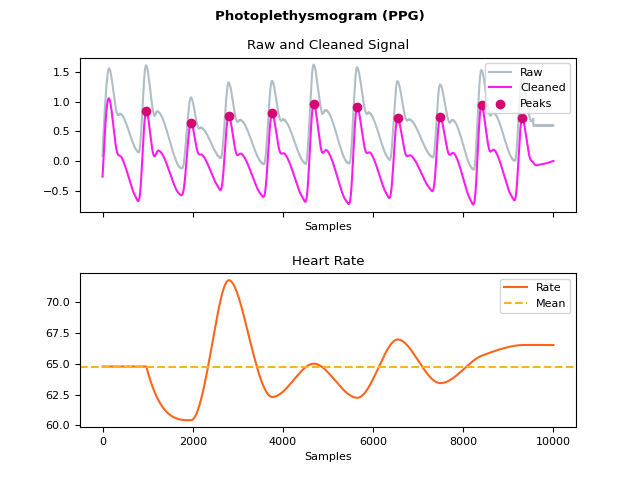 Photoplethysmogram (PPG)
Raw and Cleaned Signal
1.5
1.0
0.5
0.0
−0.5
Raw
Cleaned
Peaks
Samples
Heart Rate
70.0
67.5
65.0
62.5
60.0
Rate
Mean
0 2000 4000 6000 8000 10000
Samples